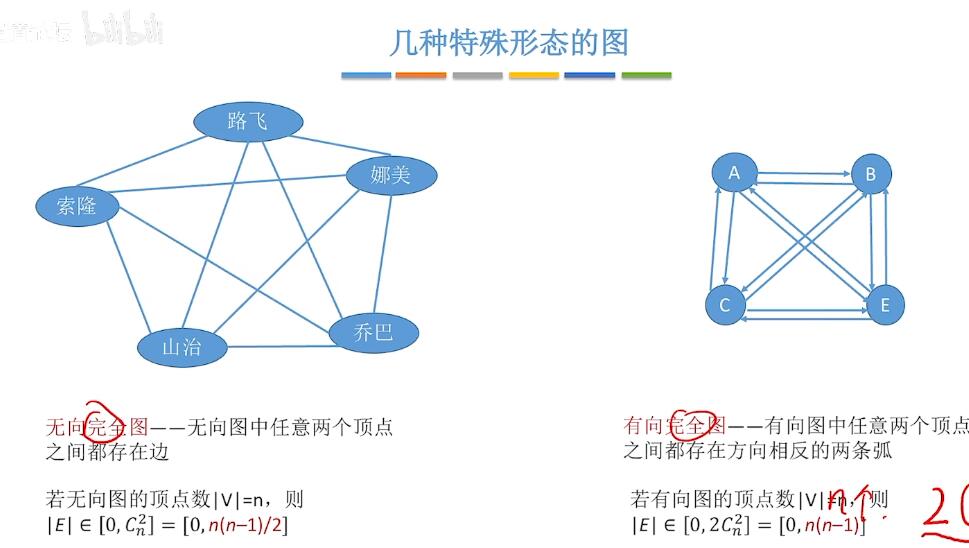 bilibili
几种特殊形态的图
路飞
娜美
索隆
山治
乔巴
A
B
C
E
无向完全图——无向图中任意两个顶点
之间都存在边
若无向图的顶点数|V|=n，则
|E| ∈ [0, C_n^2] = [0, n(n−1)/2]
有向完全图——有向图中任意两个顶点
之间都存在方向相反的两条弧
若有向图的顶点数|V|=n，则
n个
|E| ∈ [0, 2C_n^2] = [0, n(n−1)]
2(